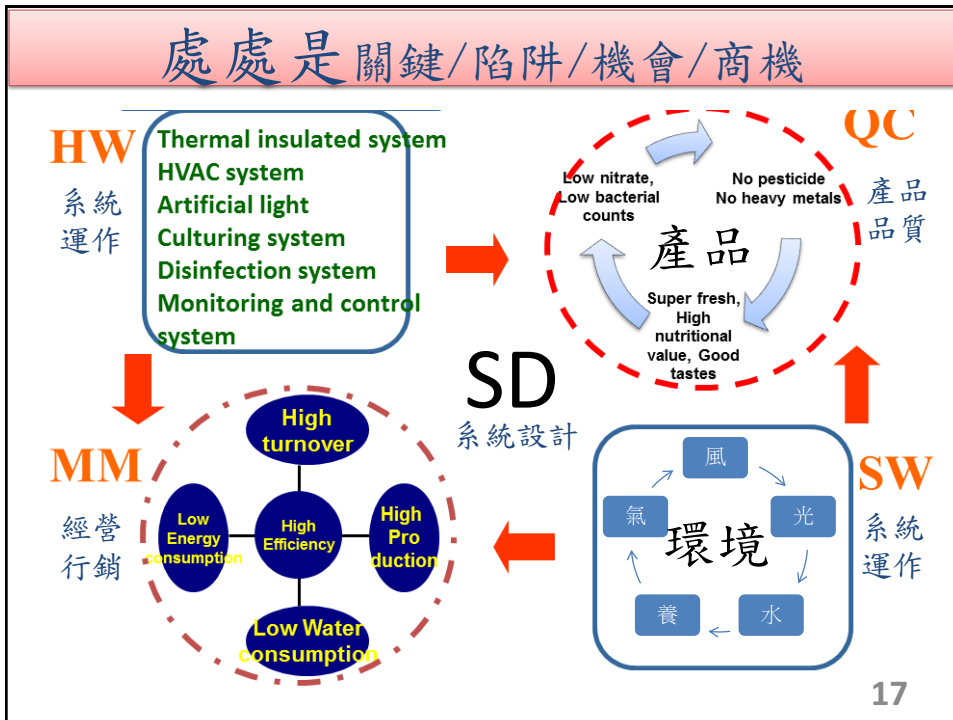 處處是關鍵/陷阱/機會/商機
HW
系統
運作
Thermal insulated system
HVAC system
Artificial light
Culturing system
Disinfection system
Monitoring and control
system
QC
產品
品質
Low nitrate,
Low bacterial
counts
No pesticide
No heavy metals
產品
Super fresh,
High
nutritional
value, Good
tastes
SD
系統設計
MM
經營
行銷
High
turnover
Low
Energy
consumption
High
Efficiency
High
Pro
duction
Low Water
consumption
SW
系統
運作
風
光
水
養
氣
環境
17